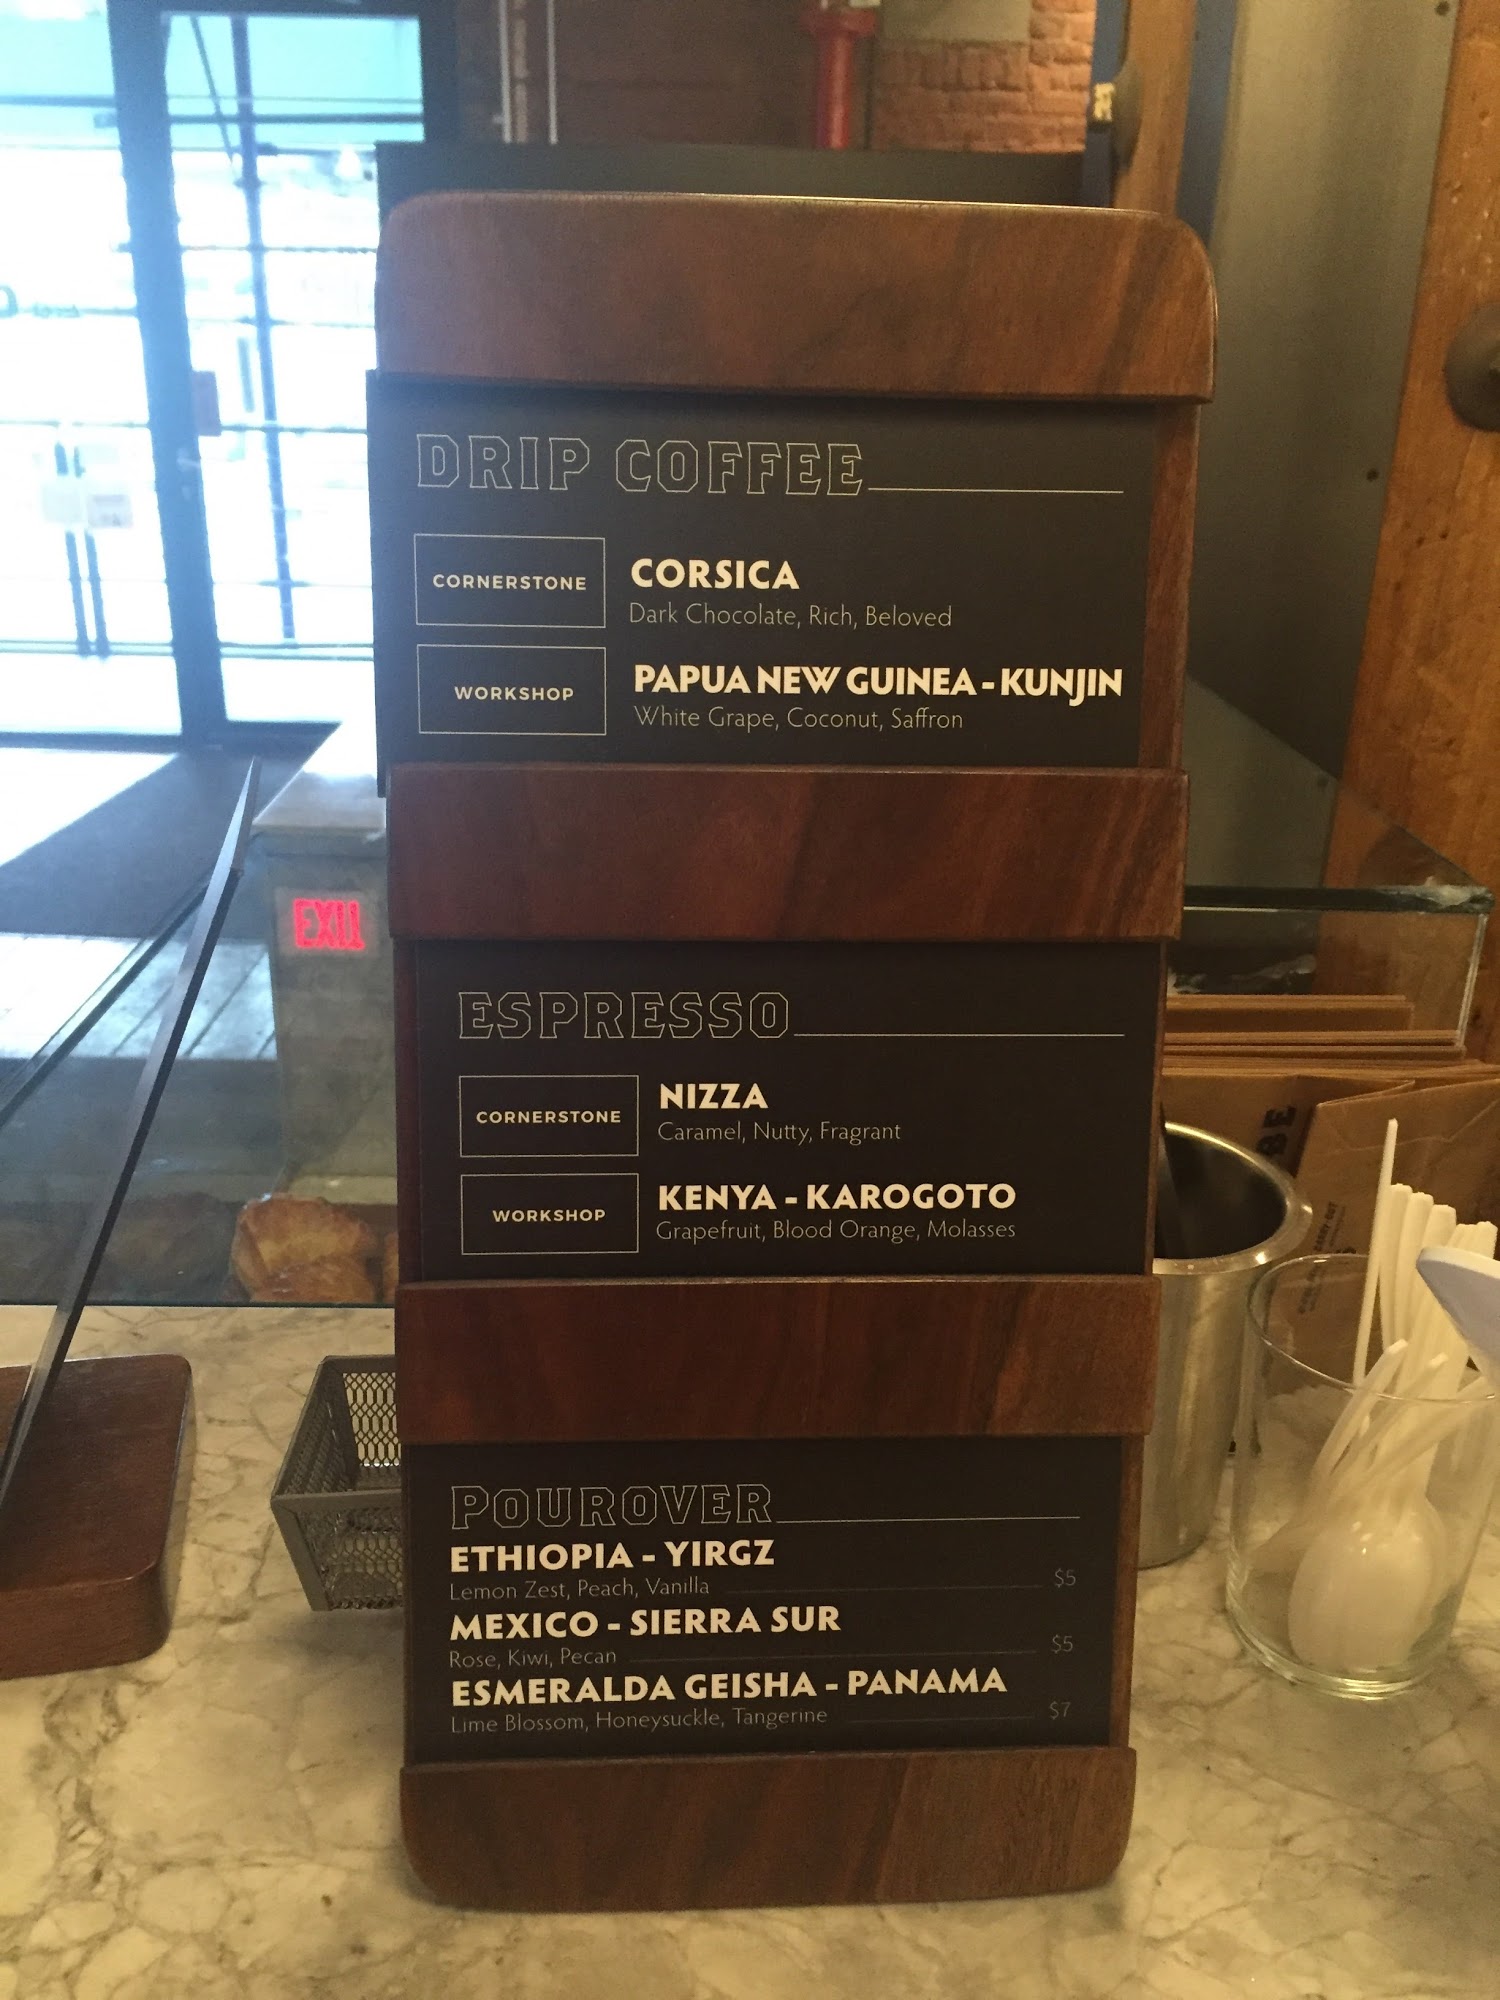 DRIP COFFEE
CORNERSTONE
CORSICA
Dark Chocolate, Rich, Beloved
WORKSHOP
PAPUA NEW GUINEA - KUNJIN
White Grape, Coconut, Saffron
EXIT
ESPRESSO
CORNERSTONE
NIZZA
Caramel, Nutty, Fragrant
WORKSHOP
KENYA - KAROGOTO
Grapefruit, Blood Orange, Molasses
POUROVER
ETHIOPIA - YIRGZ
Lemon Zest, Peach, Vanilla $5
MEXICO - SIERRA SUR
Rose, Kiwi, Pecan $5
ESMERALDA GEISHA - PANAMA
Lime Blossom, Honeysuckle, Tangerine $7